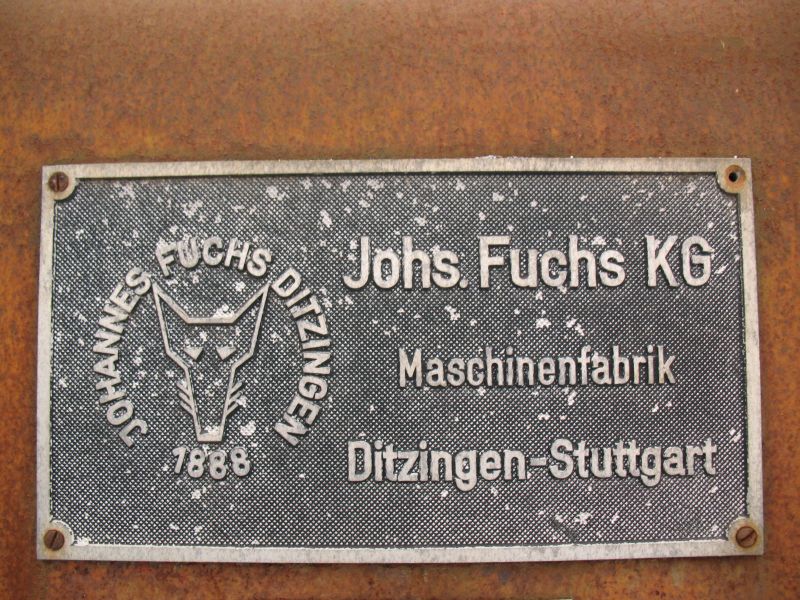 JOHANNES FUCHS DITZINGEN
1888
Johs. Fuchs KG
Maschinenfabrik
Ditzingen-Stuttgart